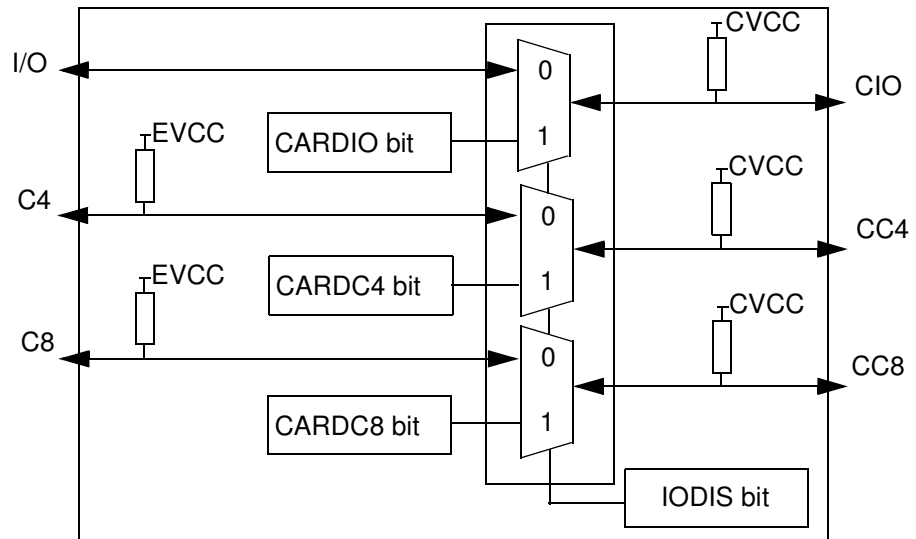 CVCC
I/O
0
CIO
CARDIO bit
1
EVCC
CVCC
C4
0
CC4
CARDC4 bit
1
EVCC
CVCC
C8
0
CC8
CARDC8 bit
1
IODIS bit